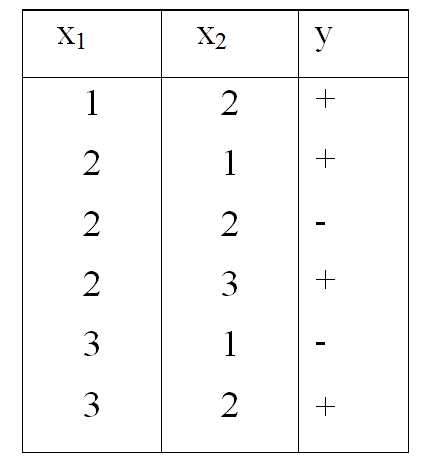 x₁ x₂ y
1 2 +
2 1 +
2 2 -
2 3 +
3 1 -
3 2 +